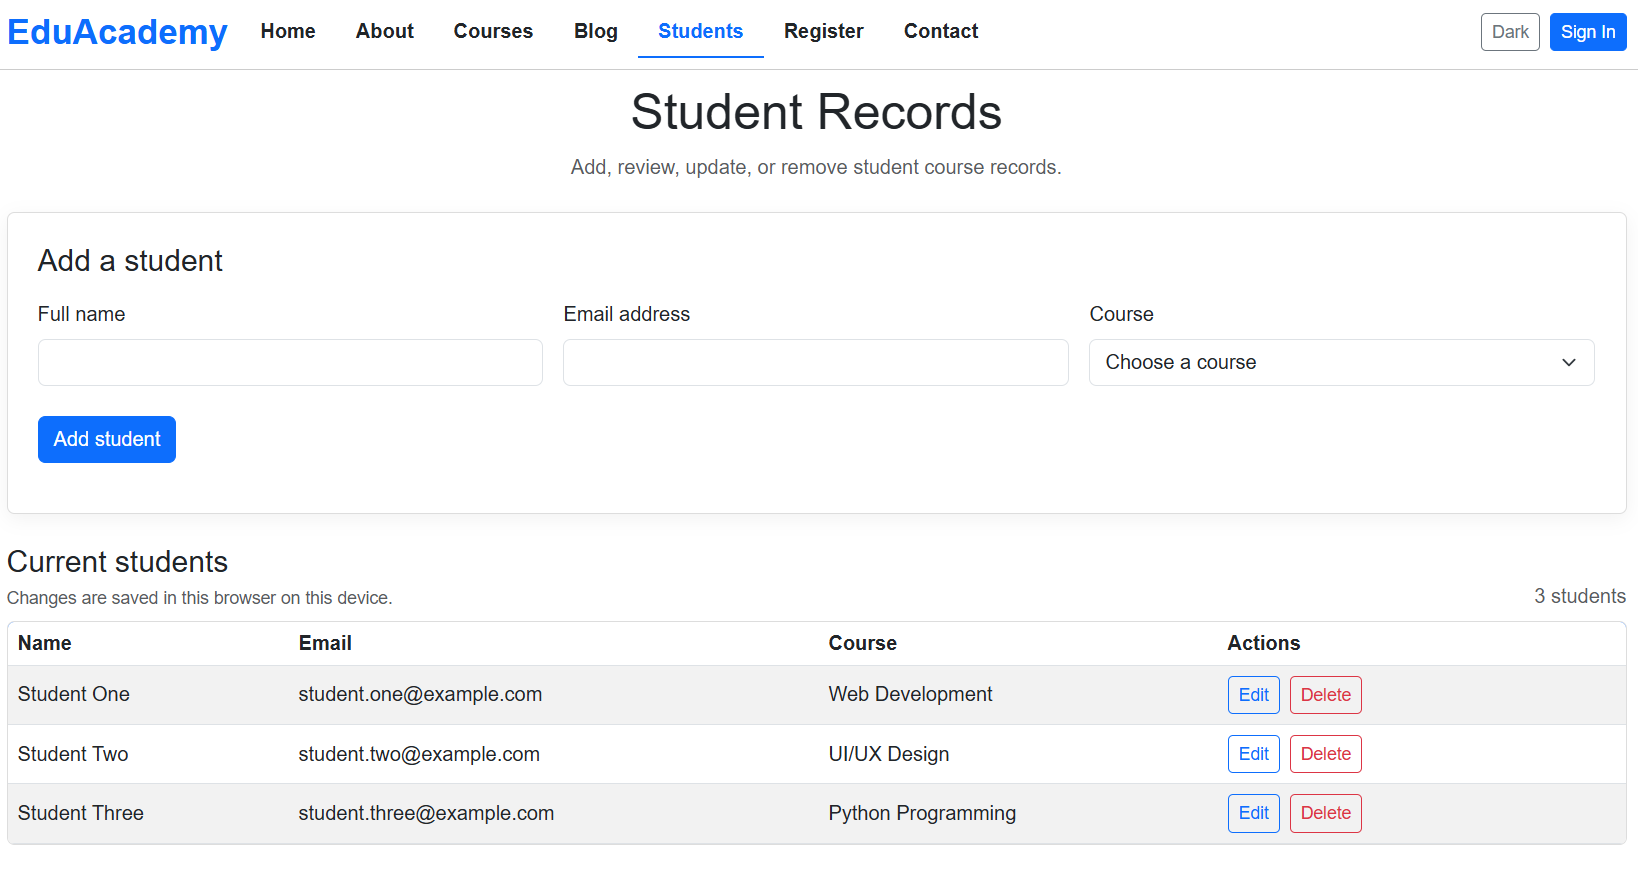 EduAcademy Home About Courses Blog Students Register Contact Dark Sign In
Student Records
Add, review, update, or remove student course records.
Add a student
Full name Email address Course
Choose a course
Add student
Current students
Changes are saved in this browser on this device. 3 students
Name Email Course Actions
Student One student.one@example.com Web Development Edit Delete
Student Two student.two@example.com UI/UX Design Edit Delete
Student Three student.three@example.com Python Programming Edit Delete